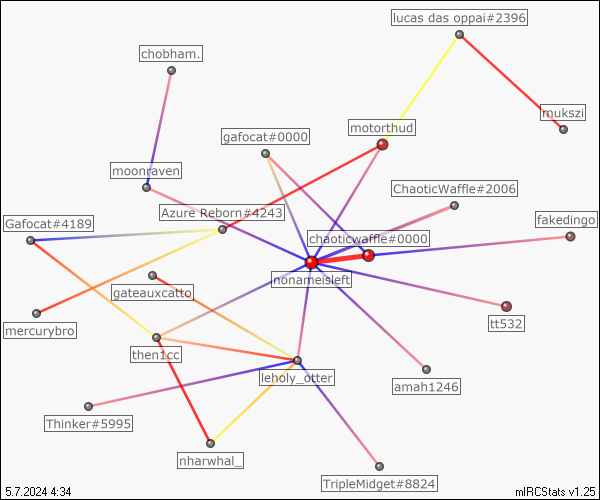 lucas das oppai#2396
chobham.
mukszi
motorthud
gafocat#0000
moonraven
ChaoticWaffle#2006
Azure Reborn#4243
Gafocat#4189
fakedingo
chaoticwaffle#0000
nonameisleft
gateauxcatto
tt532
mercurybro
then1cc
leholy_otter
amah1246
Thinker#5995
nharwhal_
TripleMidget#8824
5.7.2024 4:34
mIRCStats v1.25